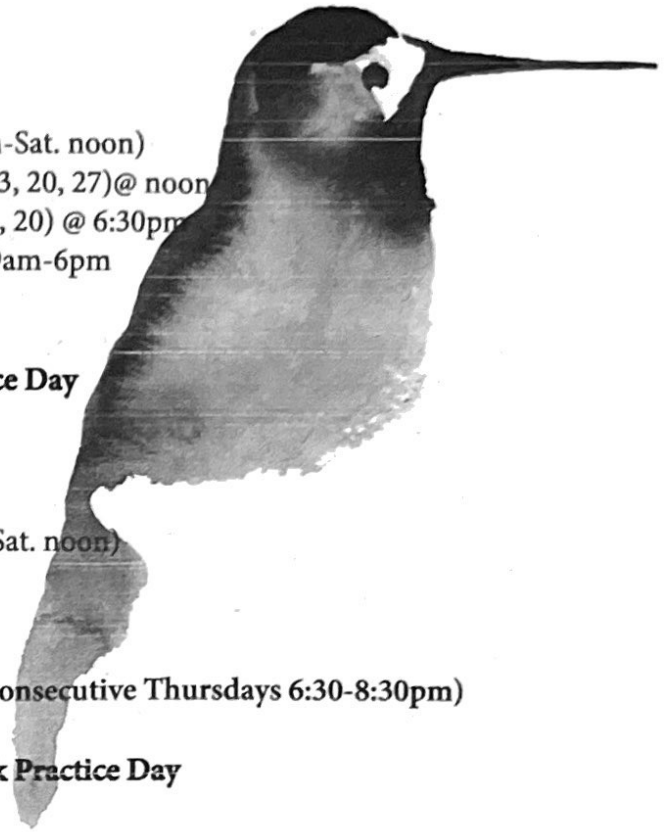 -Sat. noon)
3, 20, 27)@ noon
, 20) @ 6:30pm
am-6pm
ce Day
Sat. noon)
onsecutive Thursdays 6:30-8:30pm)
Practice Day